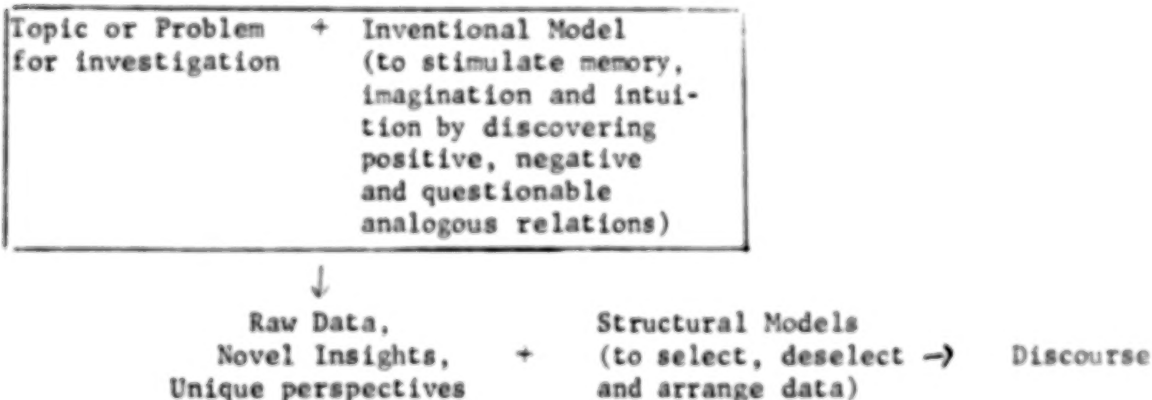 Topic or Problem + Inventional Model
for investigation (to stimulate memory,
imagination and intui-
tion by discovering
positive, negative
and questionable
analogous relations)
↓
Raw Data, Structural Models
Novel Insights, + (to select, deselect → Discourse
Unique perspectives and arrange data)